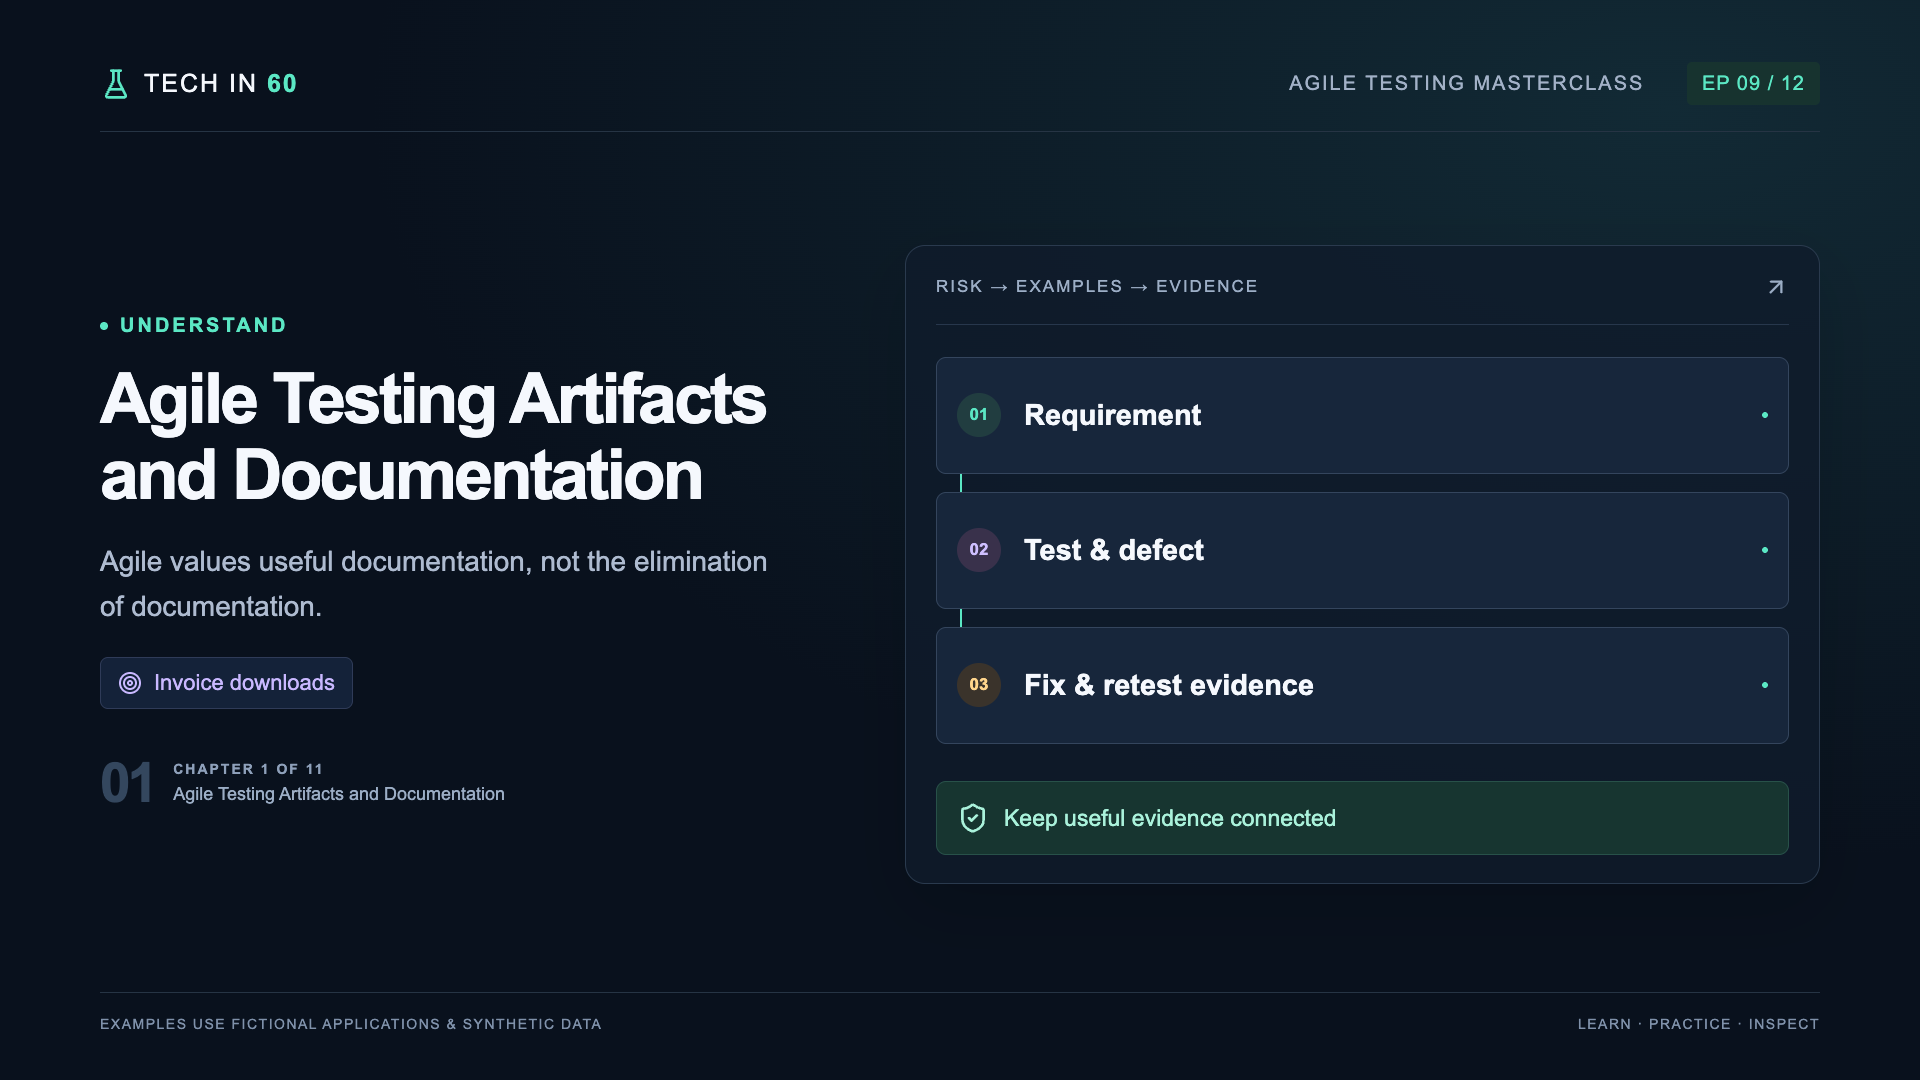 TECH IN 60
AGILE TESTING MASTERCLASS
EP 09 / 12
UNDERSTAND
Agile Testing Artifacts
and Documentation
Agile values useful documentation, not the elimination
of documentation.
Invoice downloads
01
CHAPTER 1 OF 11
Agile Testing Artifacts and Documentation
RISK → EXAMPLES → EVIDENCE
01 Requirement
02 Test & defect
03 Fix & retest evidence
Keep useful evidence connected
EXAMPLES USE FICTIONAL APPLICATIONS & SYNTHETIC DATA
LEARN · PRACTICE · INSPECT